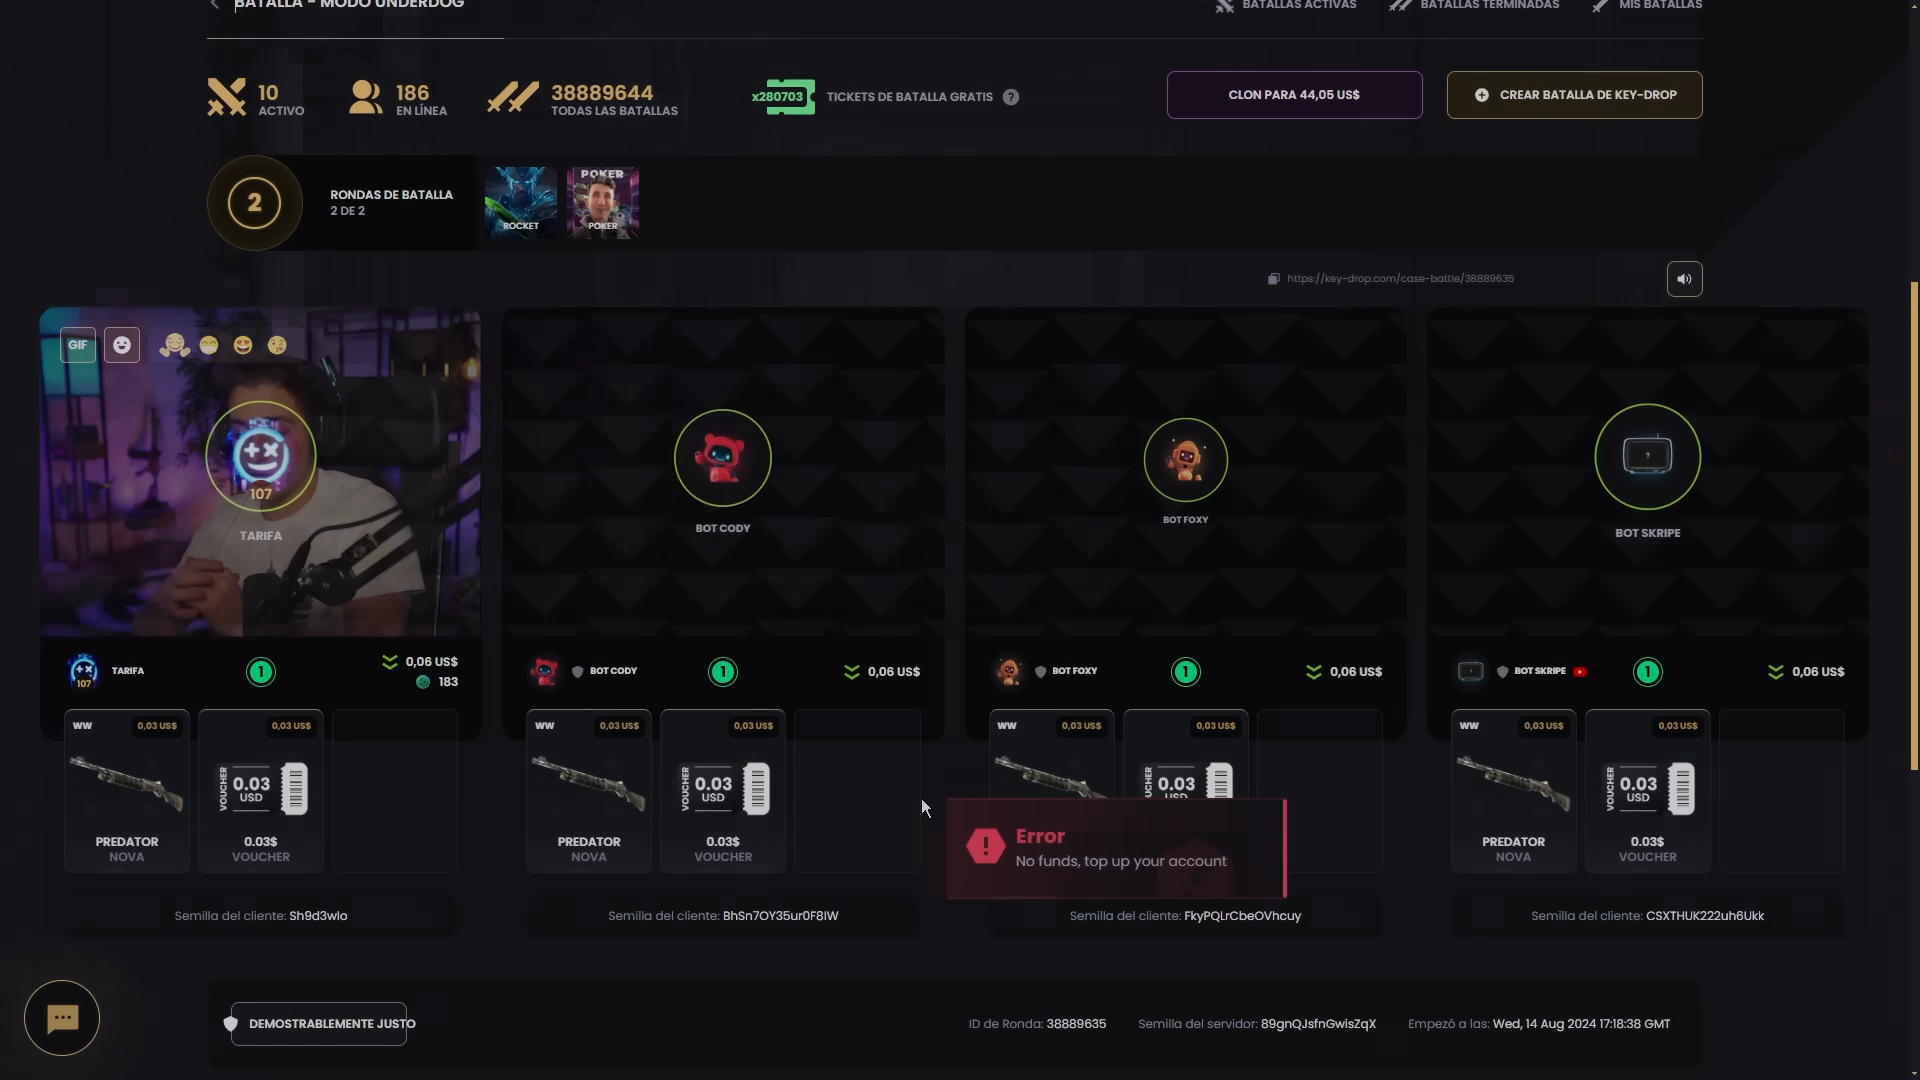 BATALLA - MODO UNDERDOG
BATALLAS ACTIVAS
BATALLAS TERMINADAS
MIS BATALLAS
10
ACTIVO
186
EN LÍNEA
38889644
TODAS LAS BATALLAS
x280703
TICKETS DE BATALLA GRATIS
?
CLON PARA 44,05 US$
CREAR BATALLA DE KEY-DROP
2
RONDAS DE BATALLA
2 DE 2
ROCKET
POKER
POKER
https://key-drop.com/case-battle/38889635
GIF
107
TARIFA
BOT CODY
BOT FOXY
?
BOT SKRIPE
107
TARIFA
1
0,06 US$
183
BOT CODY
1
0,06 US$
BOT FOXY
1
0,06 US$
BOT SKRIPE
1
0,06 US$
WW
0,03 US$
PREDATOR
NOVA
0,03 US$
VOUCHER
0.03
USD
0.03$
VOUCHER
WW
0,03 US$
PREDATOR
NOVA
0,03 US$
VOUCHER
0.03
USD
0.03$
VOUCHER
WW
0,03 US$
0,03 US$
UCHER
0.03
USD
Error
No funds, top up your account
WW
0,03 US$
PREDATOR
NOVA
0,03 US$
VOUCHER
0.03
USD
0.03$
VOUCHER
Semilla del cliente: Sh9d3wlo
Semilla del cliente: BhSn7OY35ur0F8IW
Semilla del cliente: FkyPQLrCbeOVhcuy
Semilla del cliente: CSXTHUK222uh6Ukk
DEMOSTRABLEMENTE JUSTO
ID de Ronda: 38889635
Semilla del servidor: 89gnQJsfnGwisZqX
Empezó a las: Wed, 14 Aug 2024 17:18:38 GMT